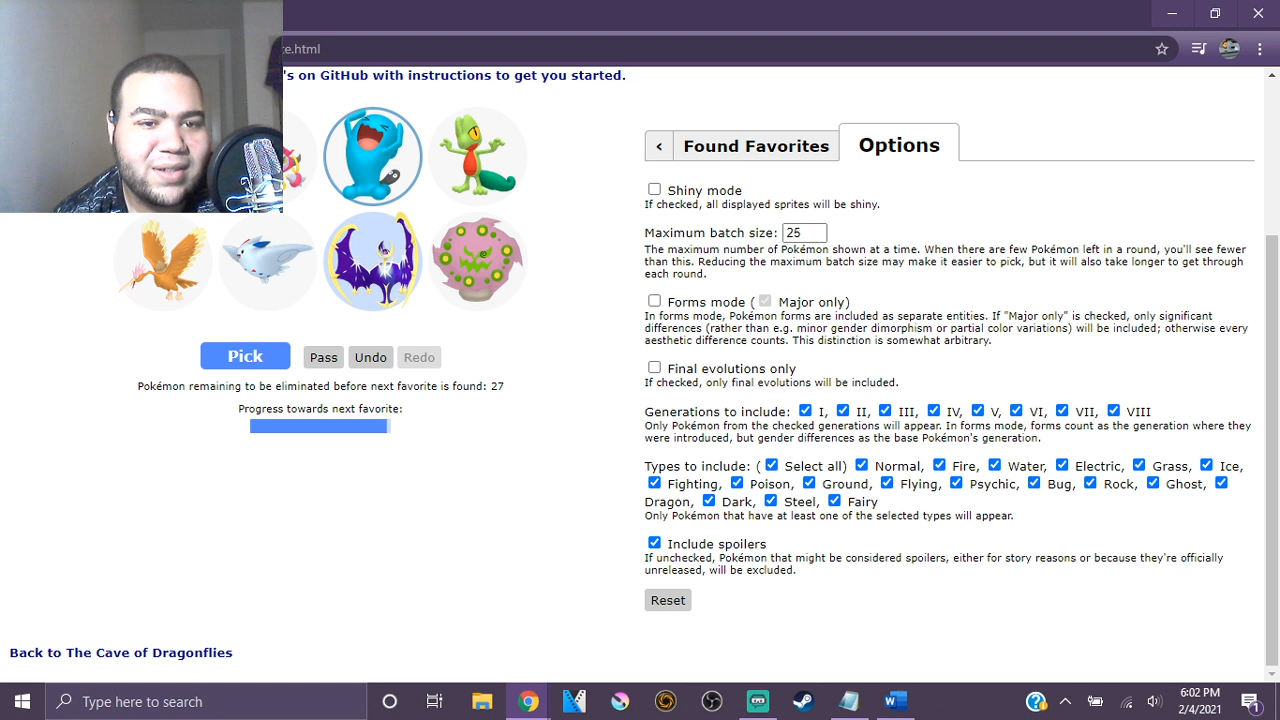 e.html
's on GitHub with instructions to get you started.
‹ Found Favorites Options
Shiny mode
If checked, all displayed sprites will be shiny.
Maximum batch size: 25
The maximum number of Pokémon shown at a time. When there are few Pokémon left in a round, you'll see fewer
than this. Reducing the maximum batch size may make it easier to pick, but it will also take longer to get through
each round.
Forms mode ( Major only)
In forms mode, Pokémon forms are included as separate entities. If "Major only" is checked, only significant
differences (rather than e.g. minor gender dimorphism or partial color variations) will be included; otherwise every
aesthetic difference counts. This distinction is somewhat arbitrary.
Final evolutions only
If checked, only final evolutions will be included.
Generations to include: I, II, III, IV, V, VI, VII, VIII
Only Pokémon from the checked generations will appear. In forms mode, forms count as the generation where they
were introduced, but gender differences as the base Pokémon's generation.
Types to include: ( Select all) Normal, Fire, Water, Electric, Grass, Ice,
Fighting, Poison, Ground, Flying, Psychic, Bug, Rock, Ghost,
Dragon, Dark, Steel, Fairy
Only Pokémon that have at least one of the selected types will appear.
Include spoilers
If unchecked, Pokémon that might be considered spoilers, either for story reasons or because they're officially
unreleased, will be excluded.
Reset
Pick Pass Undo Redo
Pokémon remaining to be eliminated before next favorite is found: 27
Progress towards next favorite:
Back to The Cave of Dragonflies
Type here to search
6:02 PM
2/4/2021
1